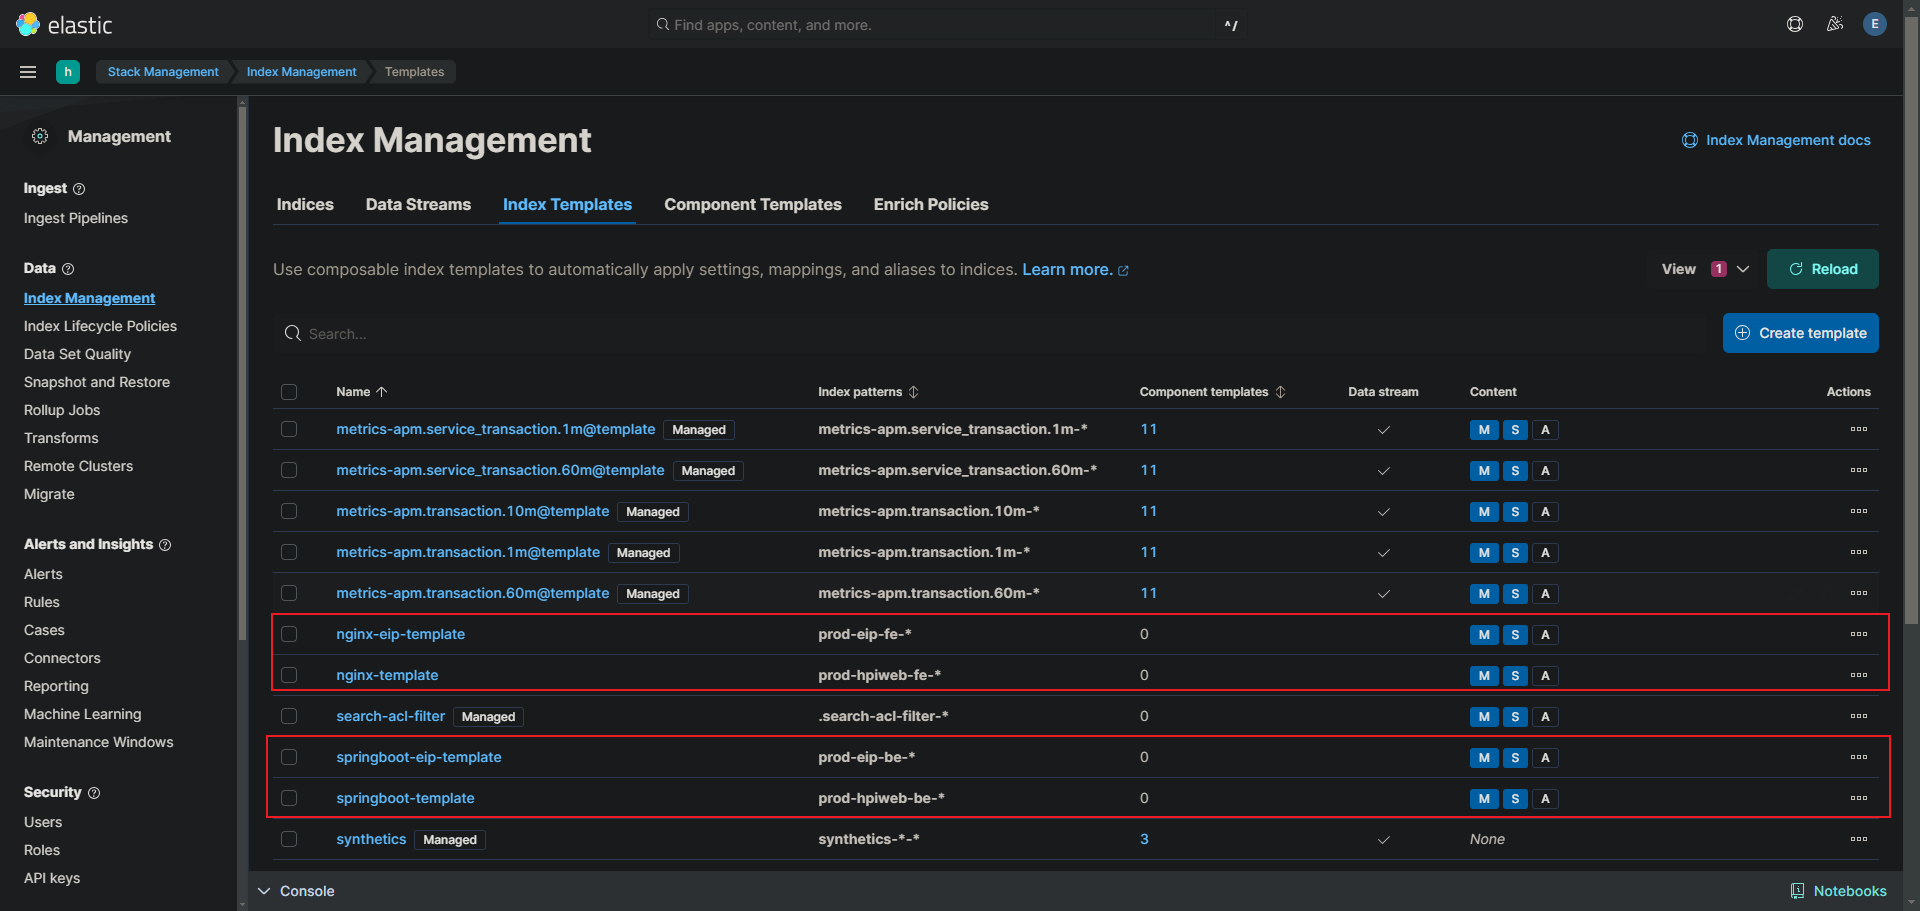 elastic
Find apps, content, and more.
^/
E
h
Stack Management
Index Management
Templates
Management
Ingest
Ingest Pipelines
Data
Index Management
Index Lifecycle Policies
Data Set Quality
Snapshot and Restore
Rollup Jobs
Transforms
Remote Clusters
Migrate
Alerts and Insights
Alerts
Rules
Cases
Connectors
Reporting
Machine Learning
Maintenance Windows
Security
Users
Roles
API keys
Index Management
Index Management docs
Indices Data Streams Index Templates Component Templates Enrich Policies
Use composable index templates to automatically apply settings, mappings, and aliases to indices. Learn more.
View 1
Reload
Search...
Create template
Name Index patterns Component templates Data stream Content Actions
metrics-apm.service_transaction.1m@template Managed metrics-apm.service_transaction.1m-* 11 M S A
metrics-apm.service_transaction.60m@template Managed metrics-apm.service_transaction.60m-* 11 M S A
metrics-apm.transaction.10m@template Managed metrics-apm.transaction.10m-* 11 M S A
metrics-apm.transaction.1m@template Managed metrics-apm.transaction.1m-* 11 M S A
metrics-apm.transaction.60m@template Managed metrics-apm.transaction.60m-* 11 M S A
nginx-eip-template prod-eip-fe-* 0 M S A
nginx-template prod-hpiweb-fe-* 0 M S A
search-acl-filter Managed .search-acl-filter-* 0 M S A
springboot-eip-template prod-eip-be-* 0 M S A
springboot-template prod-hpiweb-be-* 0 M S A
synthetics Managed synthetics-*-* 3 None
Console
Notebooks